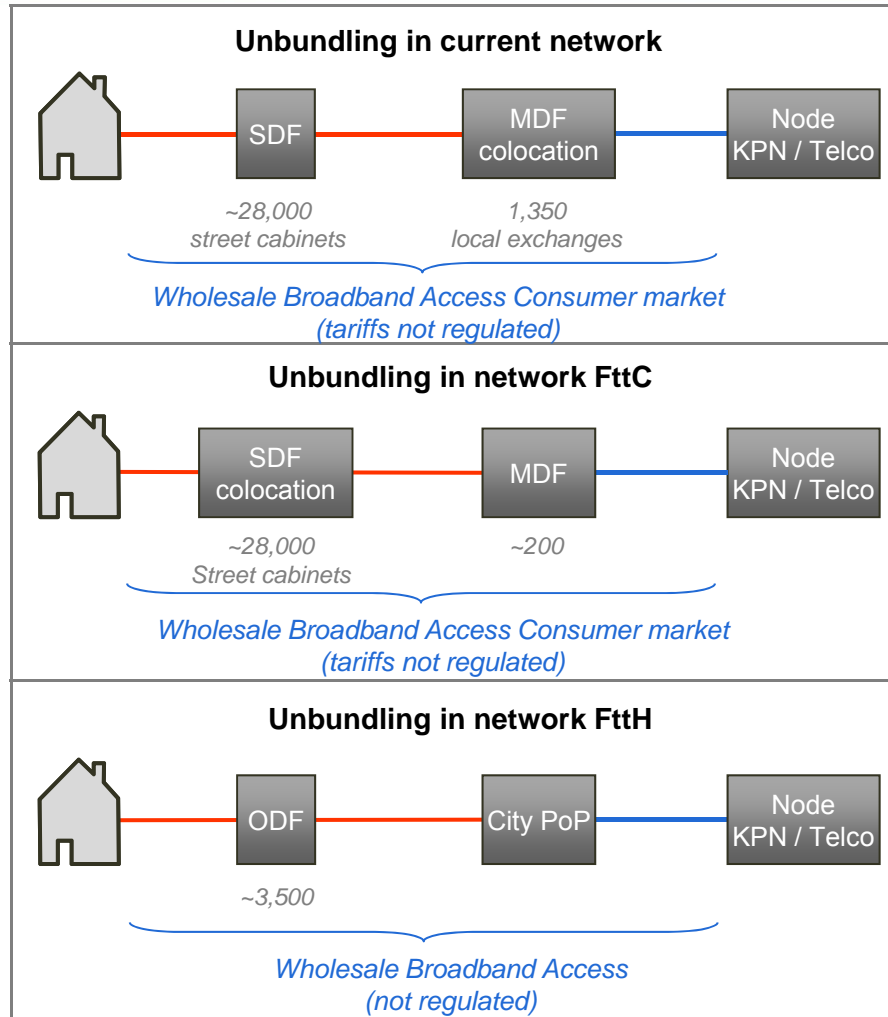 Unbundling in current network
SDF
MDF
colocation
Node
KPN / Telco
~28,000
street cabinets
1,350
local exchanges
Wholesale Broadband Access Consumer market
(tariffs not regulated)
Unbundling in network FttC
SDF
colocation
MDF
Node
KPN / Telco
~28,000
Street cabinets
~200
Wholesale Broadband Access Consumer market
(tariffs not regulated)
Unbundling in network FttH
ODF
City PoP
Node
KPN / Telco
~3,500
Wholesale Broadband Access
(not regulated)